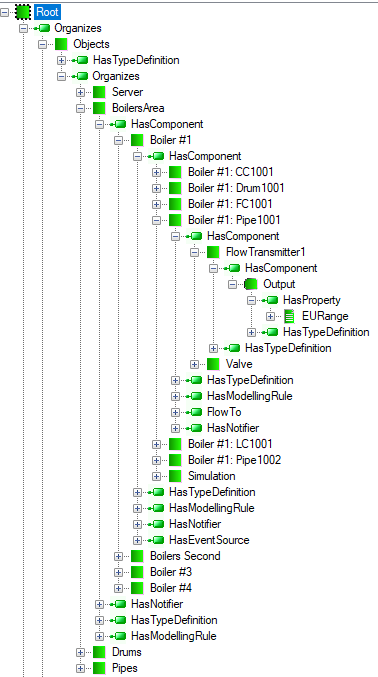 Root
Organizes
Objects
HasTypeDefinition
Organizes
Server
BoilersArea
HasComponent
Boiler #1
HasComponent
Boiler #1: CC1001
Boiler #1: Drum1001
Boiler #1: FC1001
Boiler #1: Pipe1001
HasComponent
FlowTransmitter1
HasComponent
Output
HasProperty
EURange
HasTypeDefinition
HasTypeDefinition
Valve
HasTypeDefinition
HasModellingRule
FlowTo
HasNotifier
Boiler #1: LC1001
Boiler #1: Pipe1002
Simulation
HasTypeDefinition
HasModellingRule
HasNotifier
HasEventSource
Boilers Second
Boiler #3
Boiler #4
HasNotifier
HasTypeDefinition
HasModellingRule
Drums
Pipes